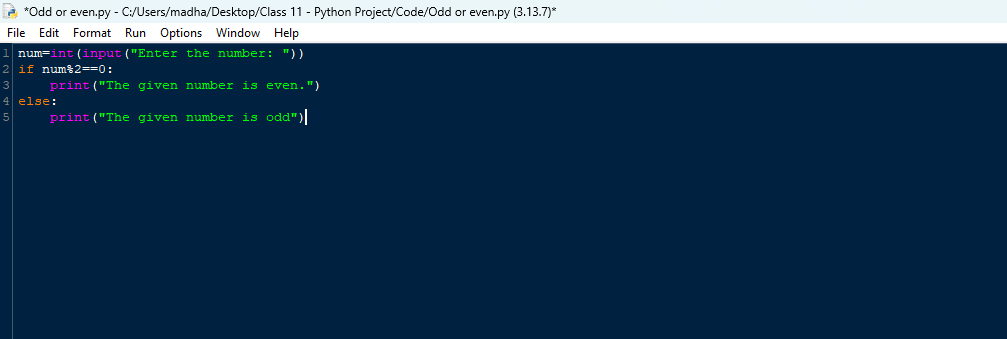 *Odd or even.py - C:/Users/madha/Desktop/Class 11 - Python Project/Code/Odd or even.py (3.13.7)*
File Edit Format Run Options Window Help
1 num=int(input("Enter the number: "))
2 if num%2==0:
3     print("The given number is even.")
4 else:
5     print("The given number is odd")